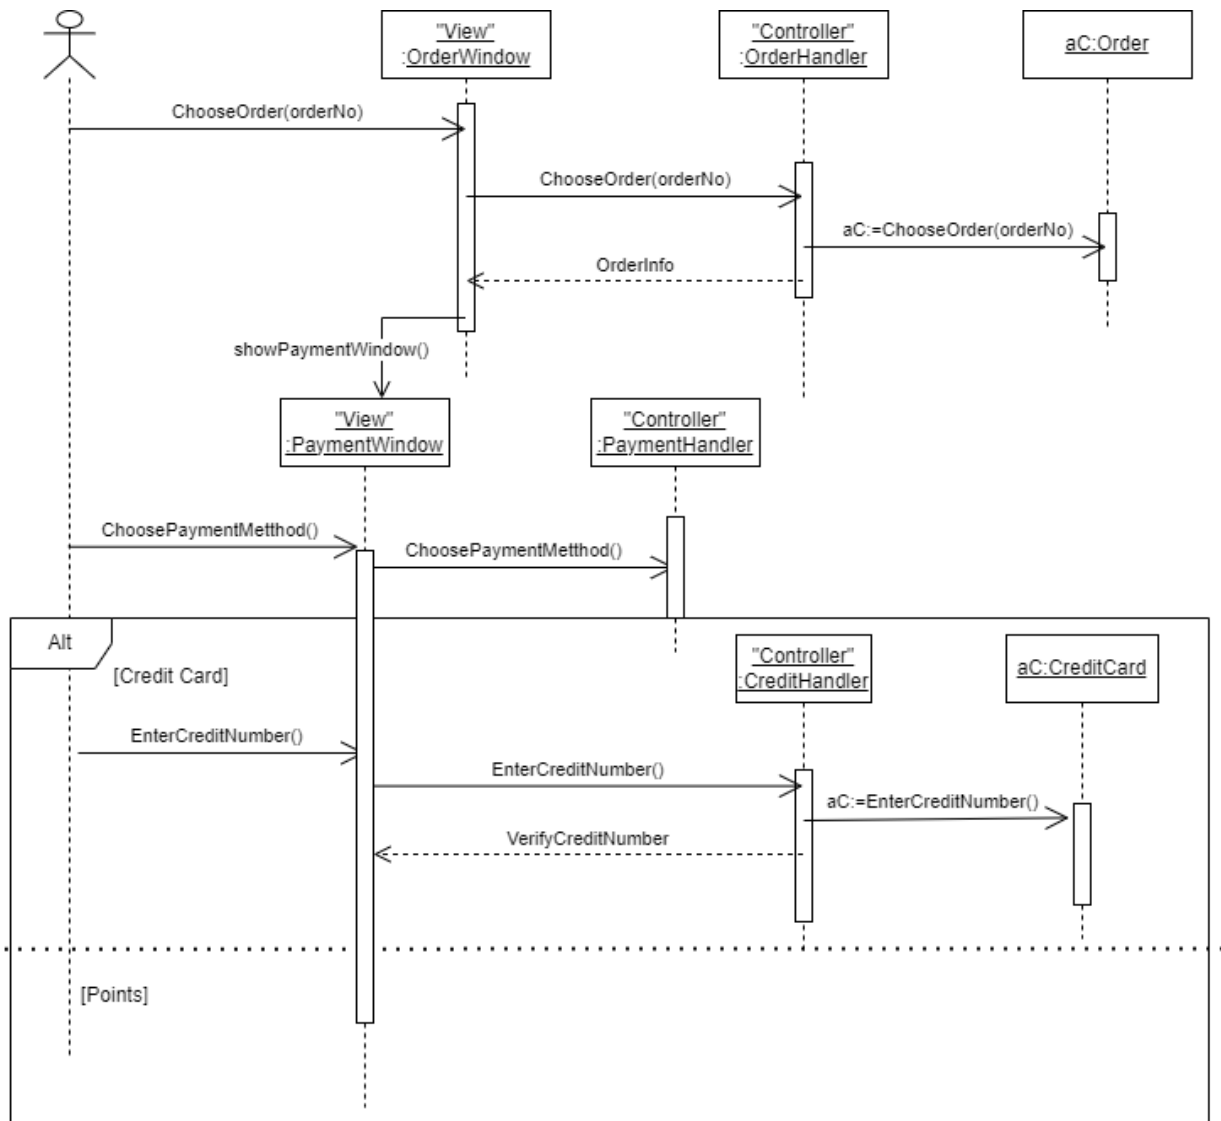 "View"
:OrderWindow
"Controller"
:OrderHandler
aC:Order
ChooseOrder(orderNo)
ChooseOrder(orderNo)
aC:=ChooseOrder(orderNo)
OrderInfo
showPaymentWindow()
"View"
:PaymentWindow
"Controller"
:PaymentHandler
ChoosePaymentMetthod()
ChoosePaymentMetthod()
Alt
[Credit Card]
"Controller"
:CreditHandler
aC:CreditCard
EnterCreditNumber()
EnterCreditNumber()
aC:=EnterCreditNumber()
VerifyCreditNumber
[Points]